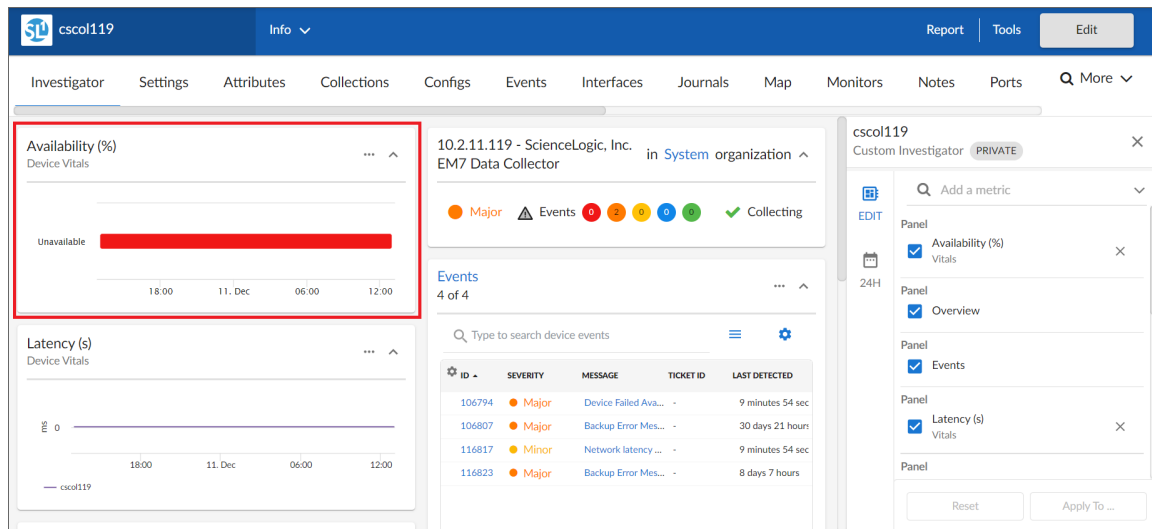 SL1 cscol119
Info
Report
Tools
Edit
Investigator
Settings
Attributes
Collections
Configs
Events
Interfaces
Journals
Map
Monitors
Notes
Ports
More
Availability (%)
Device Vitals
Unavailable
18:00
11. Dec
06:00
12:00
Latency (s)
Device Vitals
ms
0
18:00
11. Dec
06:00
12:00
cscol119
10.2.11.119 - ScienceLogic, Inc.
EM7 Data Collector
in System organization
Major
Events 0 2 0 0 0
Collecting
Events
4 of 4
Type to search device events
ID SEVERITY MESSAGE TICKET ID LAST DETECTED
106794 Major Device Failed Ava... - 9 minutes 54 sec
106807 Major Backup Error Mes... - 30 days 21 hours
116817 Minor Network latency ... - 9 minutes 54 sec
116823 Major Backup Error Mes... - 8 days 7 hours
cscol119
Custom Investigator PRIVATE
EDIT
24H
Add a metric
Panel
Availability (%)
Vitals
Panel
Overview
Panel
Events
Panel
Latency (s)
Vitals
Panel
Reset
Apply To ...